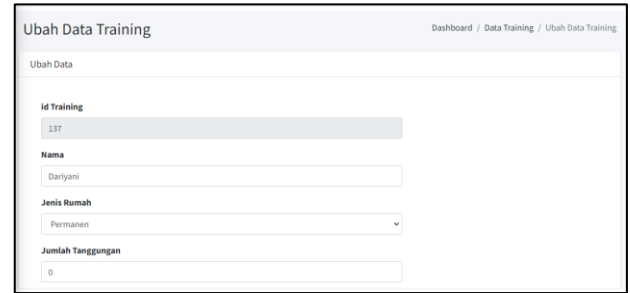 Ubah Data Training
Dashboard / Data Training / Ubah Data Training
Ubah Data
id Training
137
Nama
Dariyani
Jenis Rumah
Permanen
Jumlah Tanggungan
0